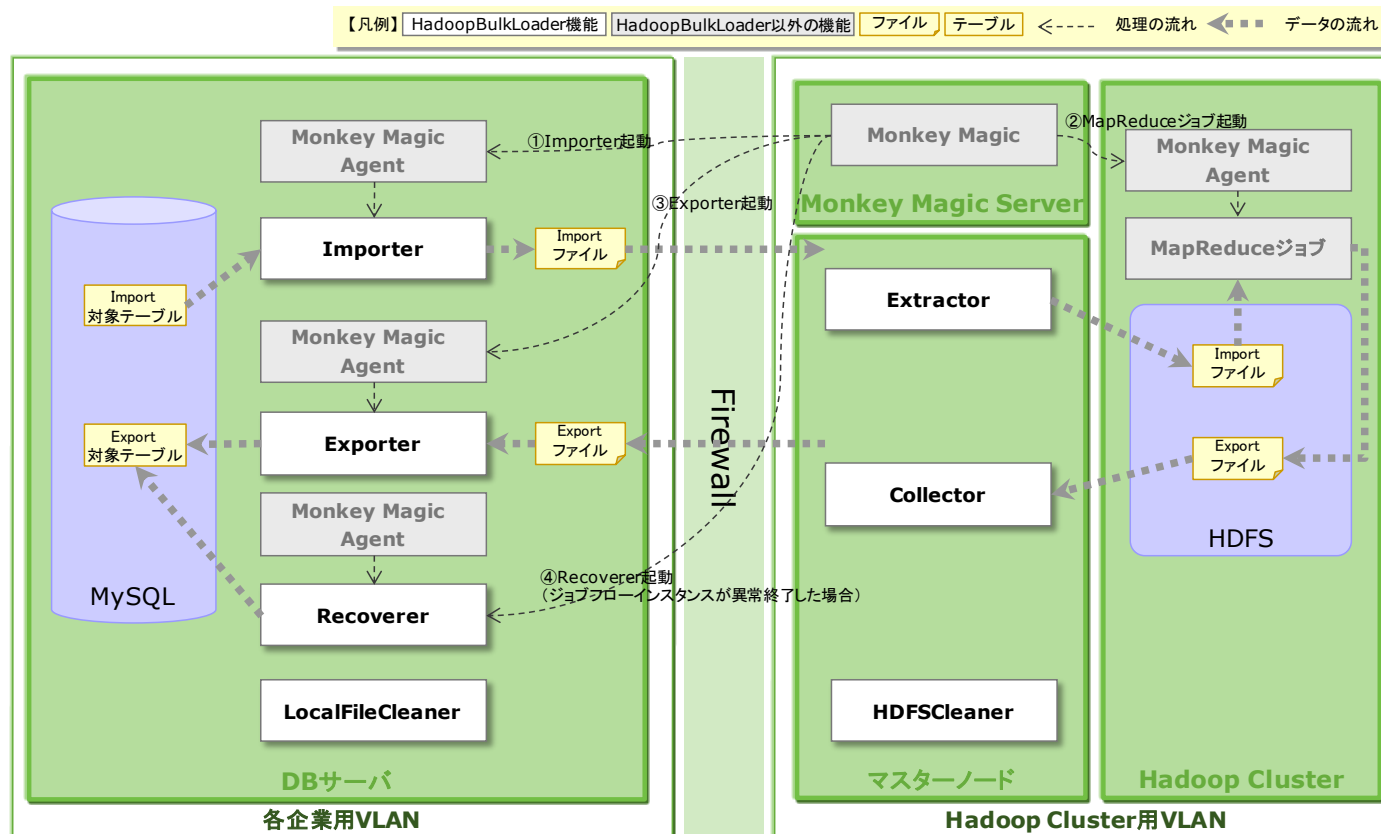 【凡例】 HadoopBulkLoader機能 HadoopBulkLoader以外の機能 ファイル テーブル 処理の流れ データの流れ
Monkey Magic
Agent
①Importer起動
Monkey Magic
②MapReduceジョブ起動
Monkey Magic
Agent
③Exporter起動
Monkey Magic Server
Importer
Import
ファイル
MapReduceジョブ
Import
対象テーブル
Extractor
Monkey Magic
Agent
Import
ファイル
Firewall
Exporter
Export
ファイル
Export
対象テーブル
Export
ファイル
Collector
Monkey Magic
Agent
HDFS
④Recoverer起動
（ジョブフローインスタンスが異常終了した場合）
MySQL
Recoverer
LocalFileCleaner
HDFSCleaner
DBサーバ
マスターノード
Hadoop Cluster
各企業用VLAN
Hadoop Cluster用VLAN